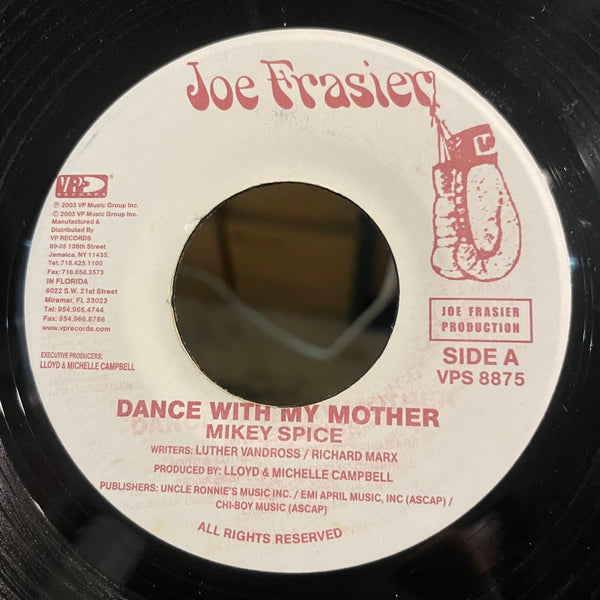 Joe Frasier
VP
RECORDS
℗ 2003 VP Music Group Inc.
© 2003 VP Music Group Inc.
Manufactured &
Distributed By
VP RECORDS
89-05 138th Street
Jamaica, NY 11435.
Tel: 718.425.1100
Fax: 718.658.3573
IN FLORIDA
6022 S.W. 21st Street
Miramar, FL 33023
Tel: 954.966.4744
Fax: 954.966.8766
www.vprecords.com
EXECUTIVE PRODUCERS:
LLOYD & MICHELLE CAMPBELL
JOE FRASIER
PRODUCTION
SIDE A
VPS 8875
DANCE WITH MY MOTHER
MIKEY SPICE
WRITERS: LUTHER VANDROSS / RICHARD MARX
PRODUCED BY: LLOYD & MICHELLE CAMPBELL
PUBLISHERS: UNCLE RONNIE'S MUSIC INC. / EMI APRIL MUSIC, INC (ASCAP) /
CHI-BOY MUSIC (ASCAP)
ALL RIGHTS RESERVED